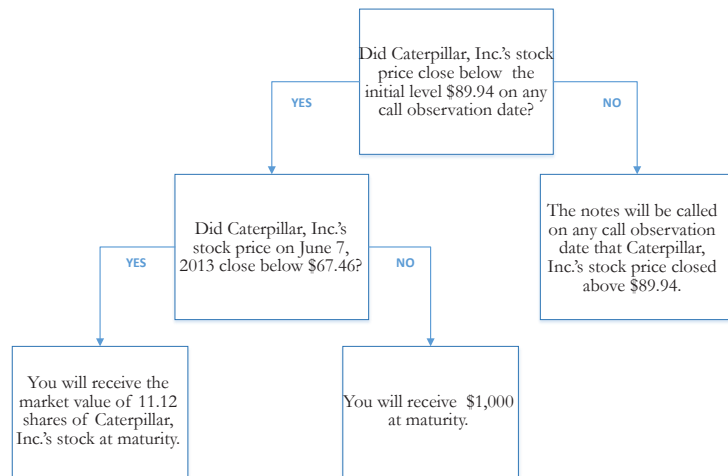 Did Caterpillar, Inc.'s stock
price close below the
initial level $89.94 on any
call observation date?
YES
NO
Did Caterpillar, Inc.'s
stock price on June 7,
2013 close below $67.46?
The notes will be called
on any call observation
date that Caterpillar,
Inc.'s stock price closed
above $89.94.
YES
NO
You will receive the
market value of 11.12
shares of Caterpillar,
Inc.'s stock at maturity.
You will receive $1,000
at maturity.